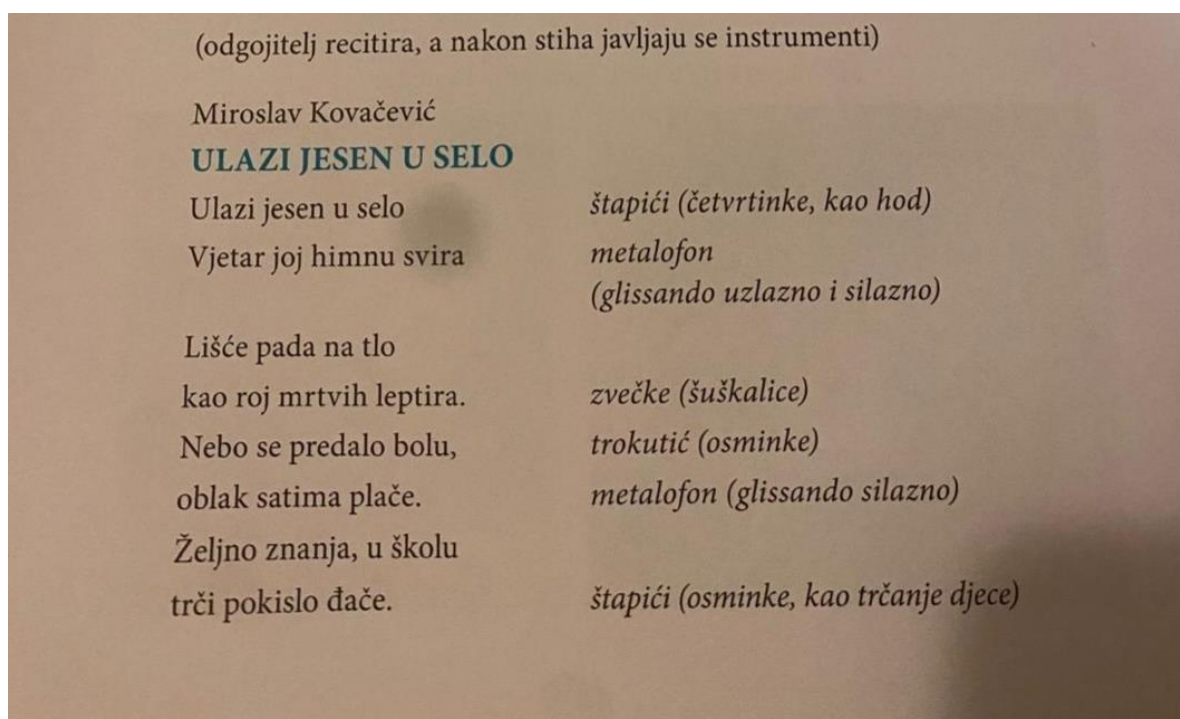 (odgojitelj recitira, a nakon stiha javljaju se instrumenti)
Miroslav Kovačević
ULAZI JESEN U SELO
Ulazi jesen u selo štapići (četvrtinke, kao hod)
Vjetar joj himnu svira metalofon
(glissando uzlazno i silazno)
Lišće pada na tlo
kao roj mrtvih leptira. zvečke (šuškalice)
Nebo se predalo bolu, trokutić (osminke)
oblak satima plače. metalofon (glissando silazno)
Željno znanja, u školu
trči pokislo đače. štapići (osminke, kao trčanje djece)